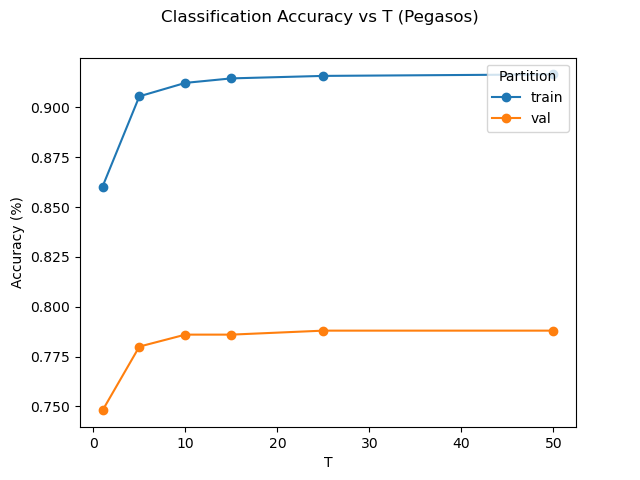 Classification Accuracy vs T (Pegasos)
Partition
train
val
Accuracy (%)
0.900
0.875
0.850
0.825
0.800
0.775
0.750
0 10 20 30 40 50
T